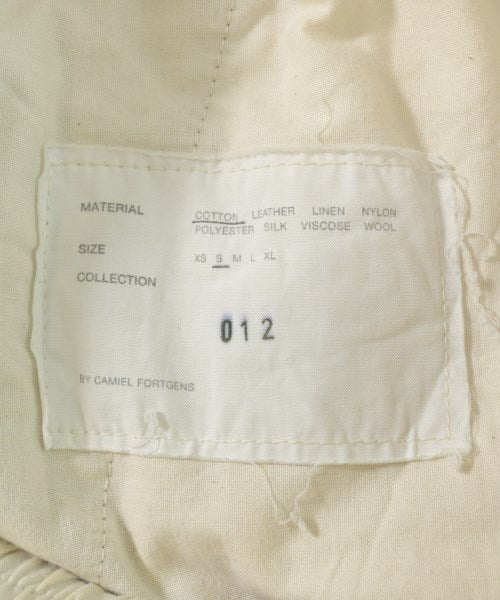 MATERIAL COTTON LEATHER LINEN NYLON
POLYESTER SILK VISCOSE WOOL
SIZE XS S M L XL
COLLECTION
012
BY CAMIEL FORTGENS